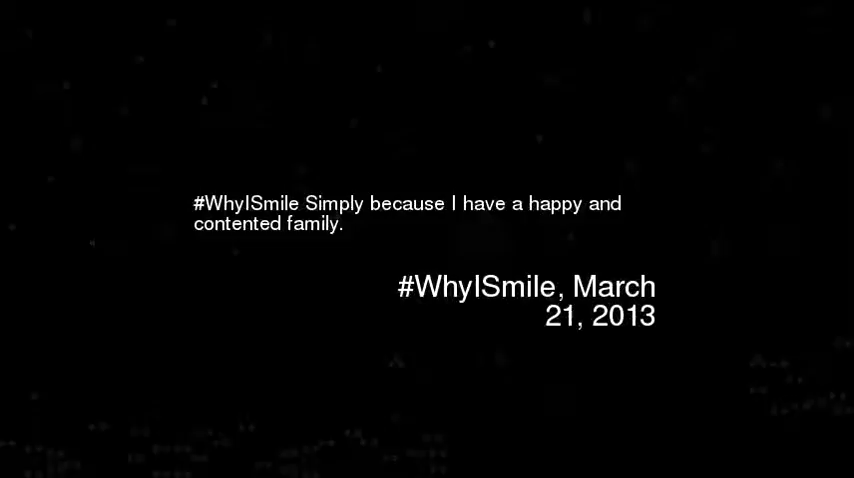 #WhyISmile Simply because I have a happy and
contented family.
#WhyISmile, March
21, 2013